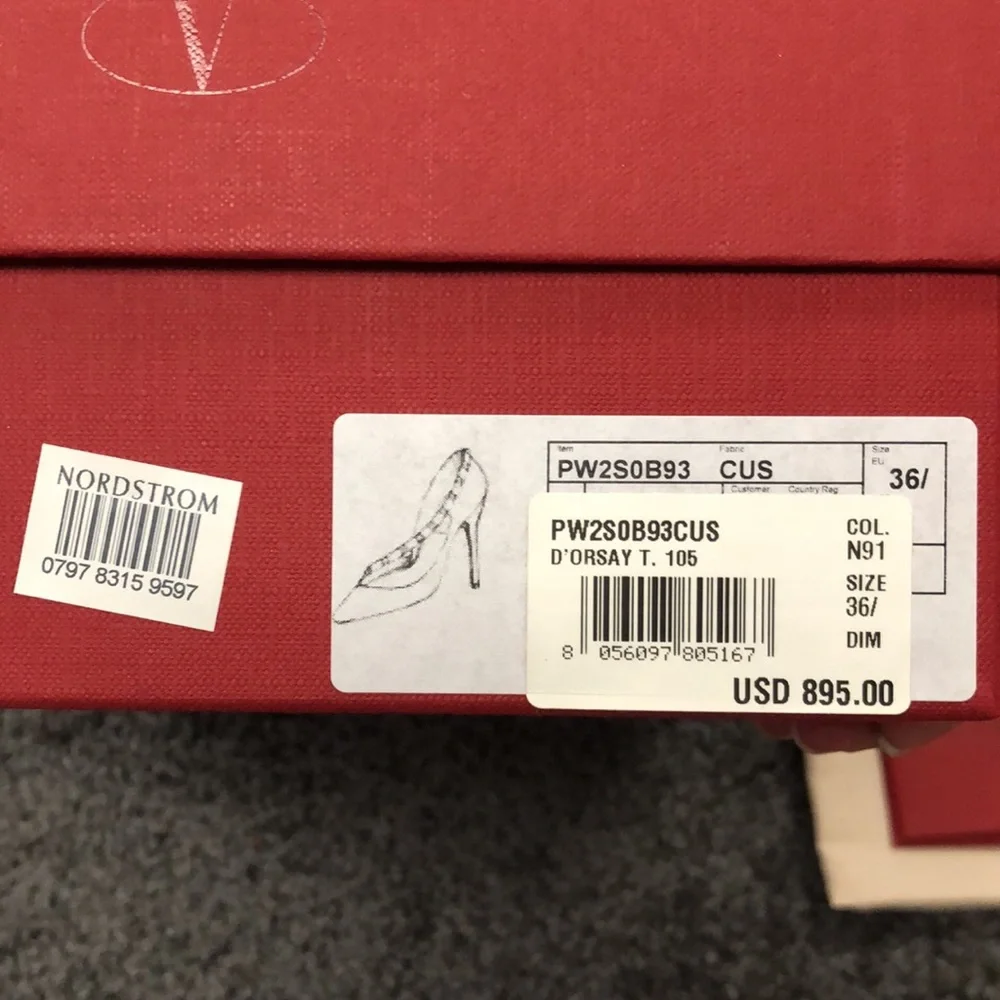 V
NORDSTROM
0797 8315 9597
Item
Fabric
Size
PW2S0B93 CUS
EU
36/
Customer
Country Reg
PW2S0B93CUS
D'ORSAY T. 105
COL.
N91
SIZE
36/
DIM
8 056097 805167
USD 895.00